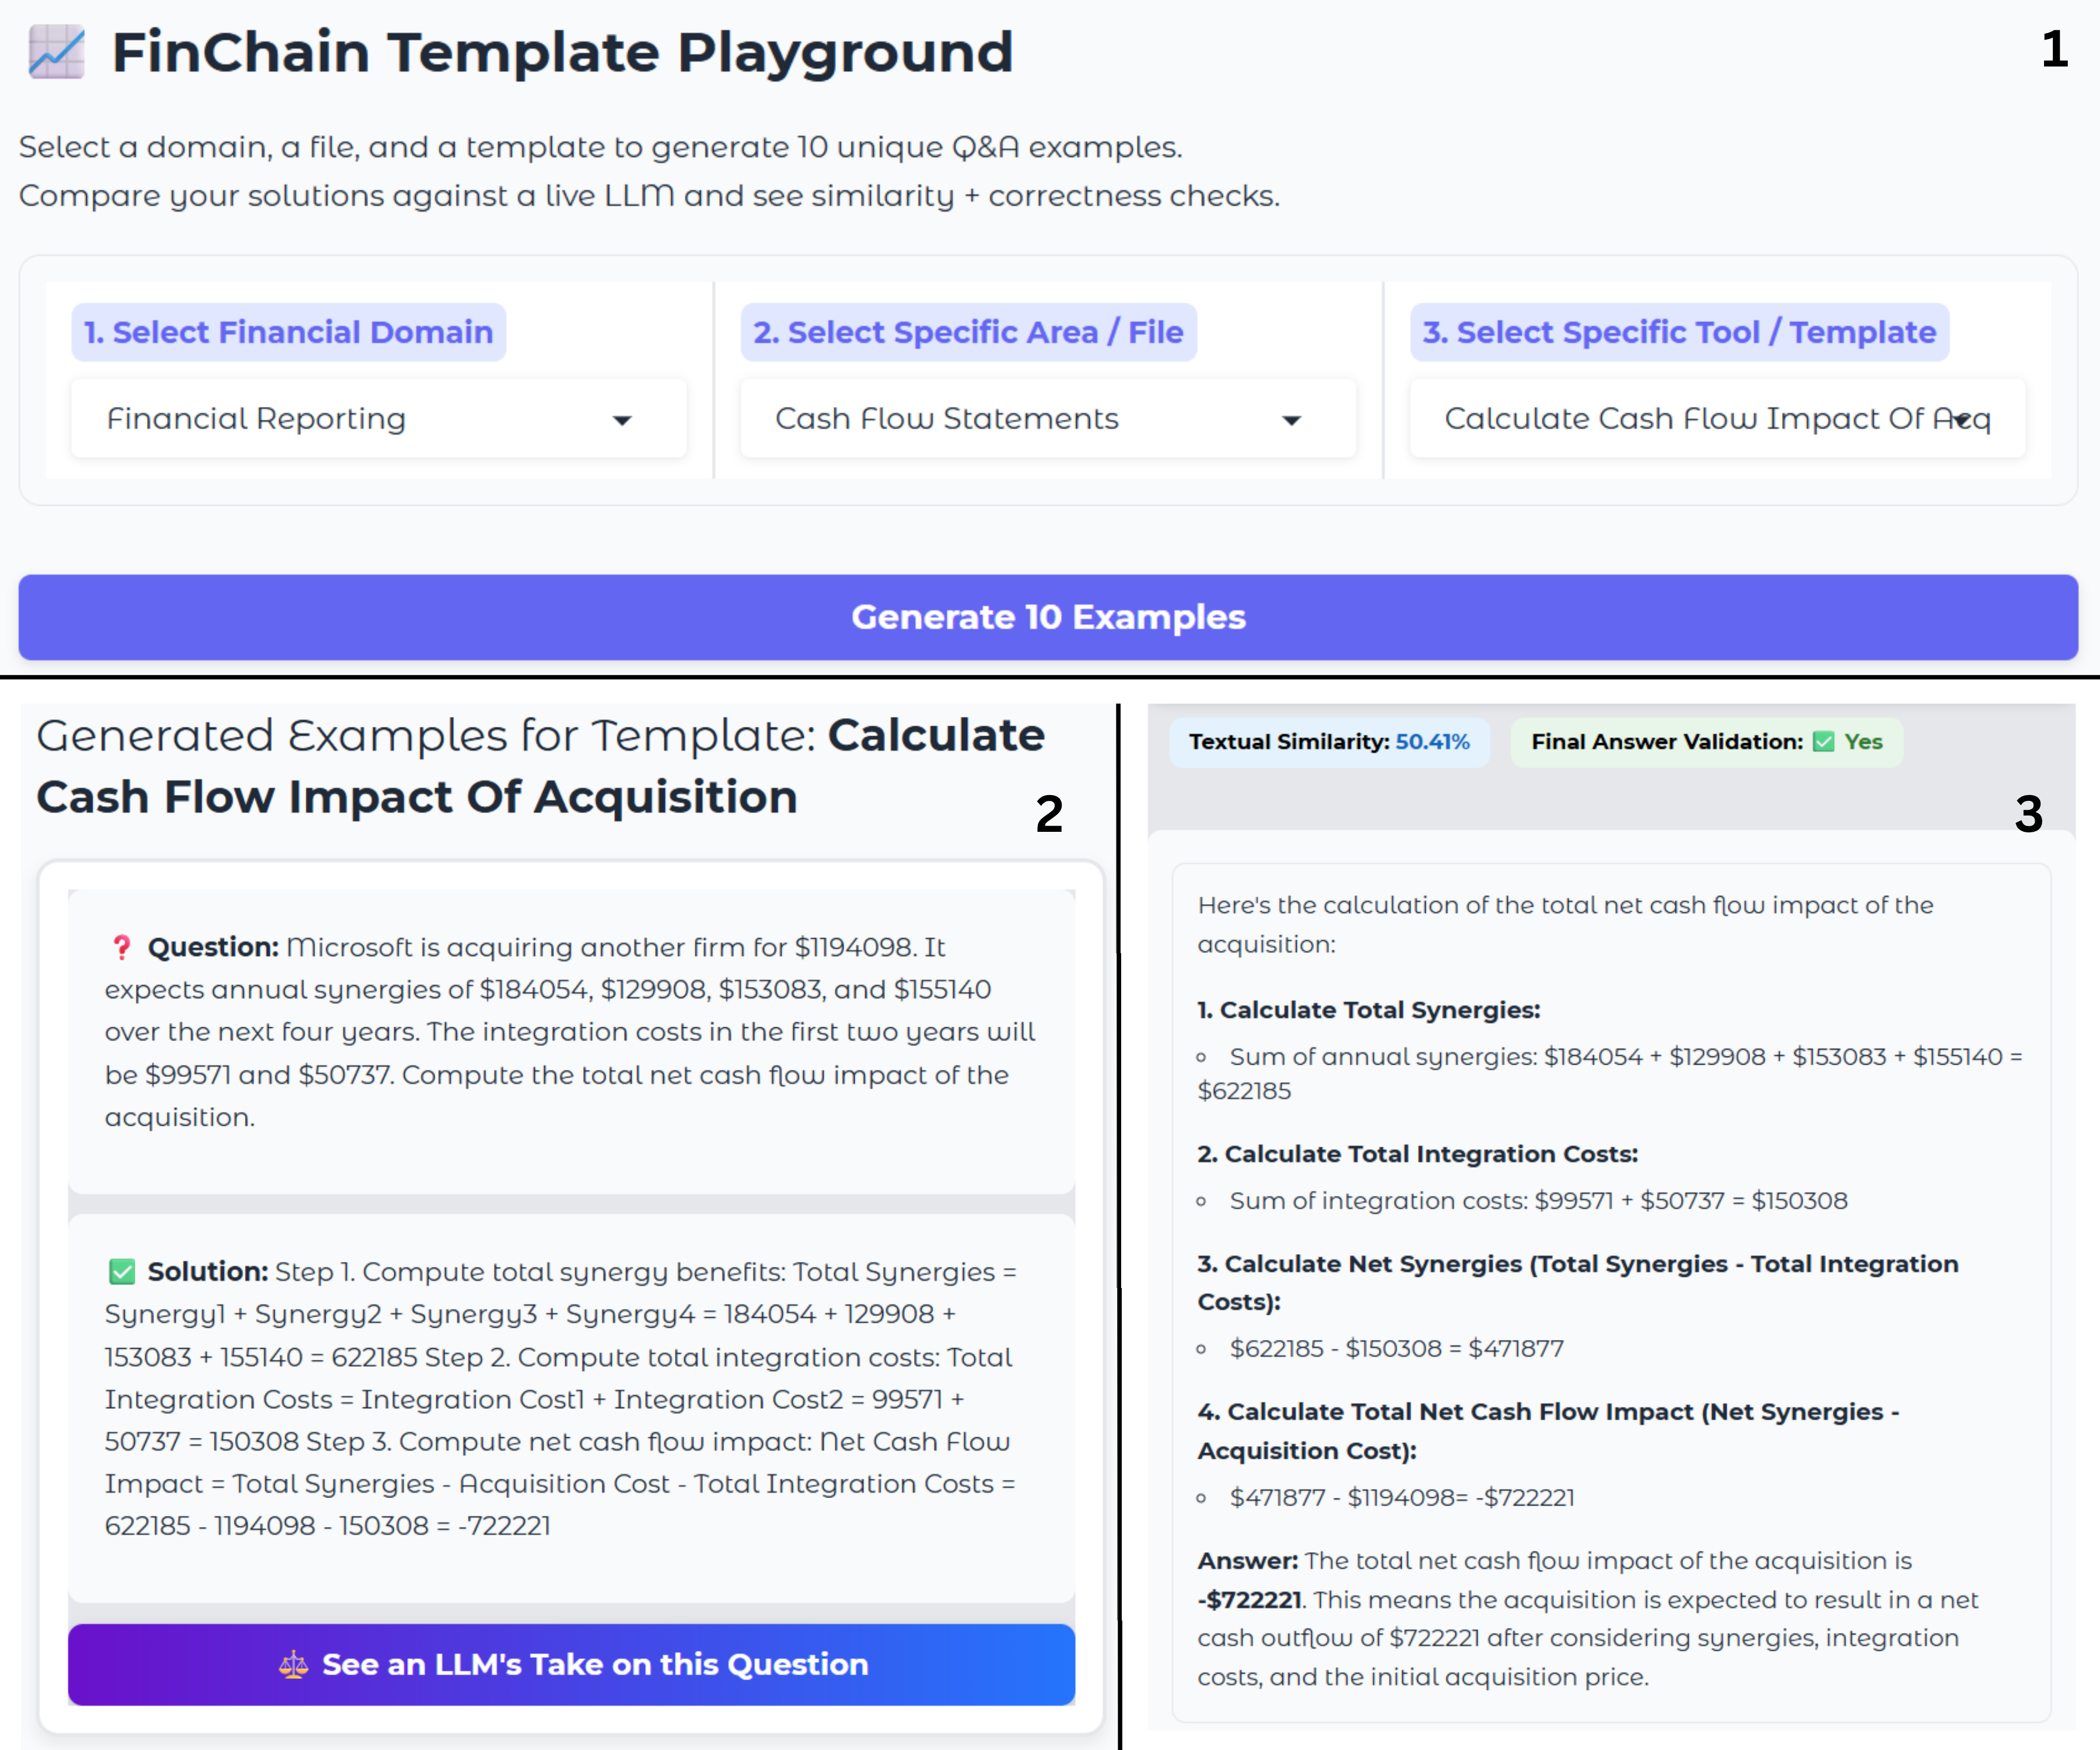 FinChain Template Playground
1
Select a domain, a file, and a template to generate 10 unique Q&A examples.
Compare your solutions against a live LLM and see similarity + correctness checks.
1. Select Financial Domain
Financial Reporting
2. Select Specific Area / File
Cash Flow Statements
3. Select Specific Tool / Template
Calculate Cash Flow Impact Of Acq
Generate 10 Examples
Generated Examples for Template: Calculate
Cash Flow Impact Of Acquisition
2
Question: Microsoft is acquiring another firm for $1194098. It
expects annual synergies of $184054, $129908, $153083, and $155140
over the next four years. The integration costs in the first two years will
be $99571 and $50737. Compute the total net cash flow impact of the
acquisition.
Solution: Step 1. Compute total synergy benefits: Total Synergies =
Synergy1 + Synergy2 + Synergy3 + Synergy4 = 184054 + 129908 +
153083 + 155140 = 622185 Step 2. Compute total integration costs: Total
Integration Costs = Integration Cost1 + Integration Cost2 = 99571 +
50737 = 150308 Step 3. Compute net cash flow impact: Net Cash Flow
Impact = Total Synergies - Acquisition Cost - Total Integration Costs =
622185 - 1194098 - 150308 = -722221
See an LLM's Take on this Question
Textual Similarity: 50.41%
Final Answer Validation: ✅ Yes
3
Here's the calculation of the total net cash flow impact of the
acquisition:
1. Calculate Total Synergies:
Sum of annual synergies: $184054 + $129908 + $153083 + $155140 =
$622185
2. Calculate Total Integration Costs:
Sum of integration costs: $99571 + $50737 = $150308
3. Calculate Net Synergies (Total Synergies - Total Integration
Costs):
$622185 - $150308 = $471877
4. Calculate Total Net Cash Flow Impact (Net Synergies -
Acquisition Cost):
$471877 - $1194098= -$722221
Answer: The total net cash flow impact of the acquisition is
-$722221. This means the acquisition is expected to result in a net
cash outflow of $722221 after considering synergies, integration
costs, and the initial acquisition price.